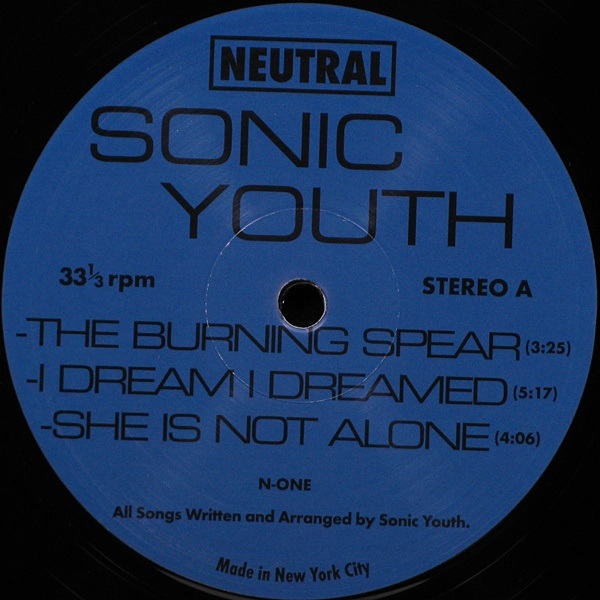 NEUTRAL
SONIC
YOUTH
33⅓ rpm
STEREO A
-THE BURNING SPEAR (3:25)
-I DREAM I DREAMED (5:17)
-SHE IS NOT ALONE (4:06)
N-ONE
All Songs Written and Arranged by Sonic Youth.
Made in New York City